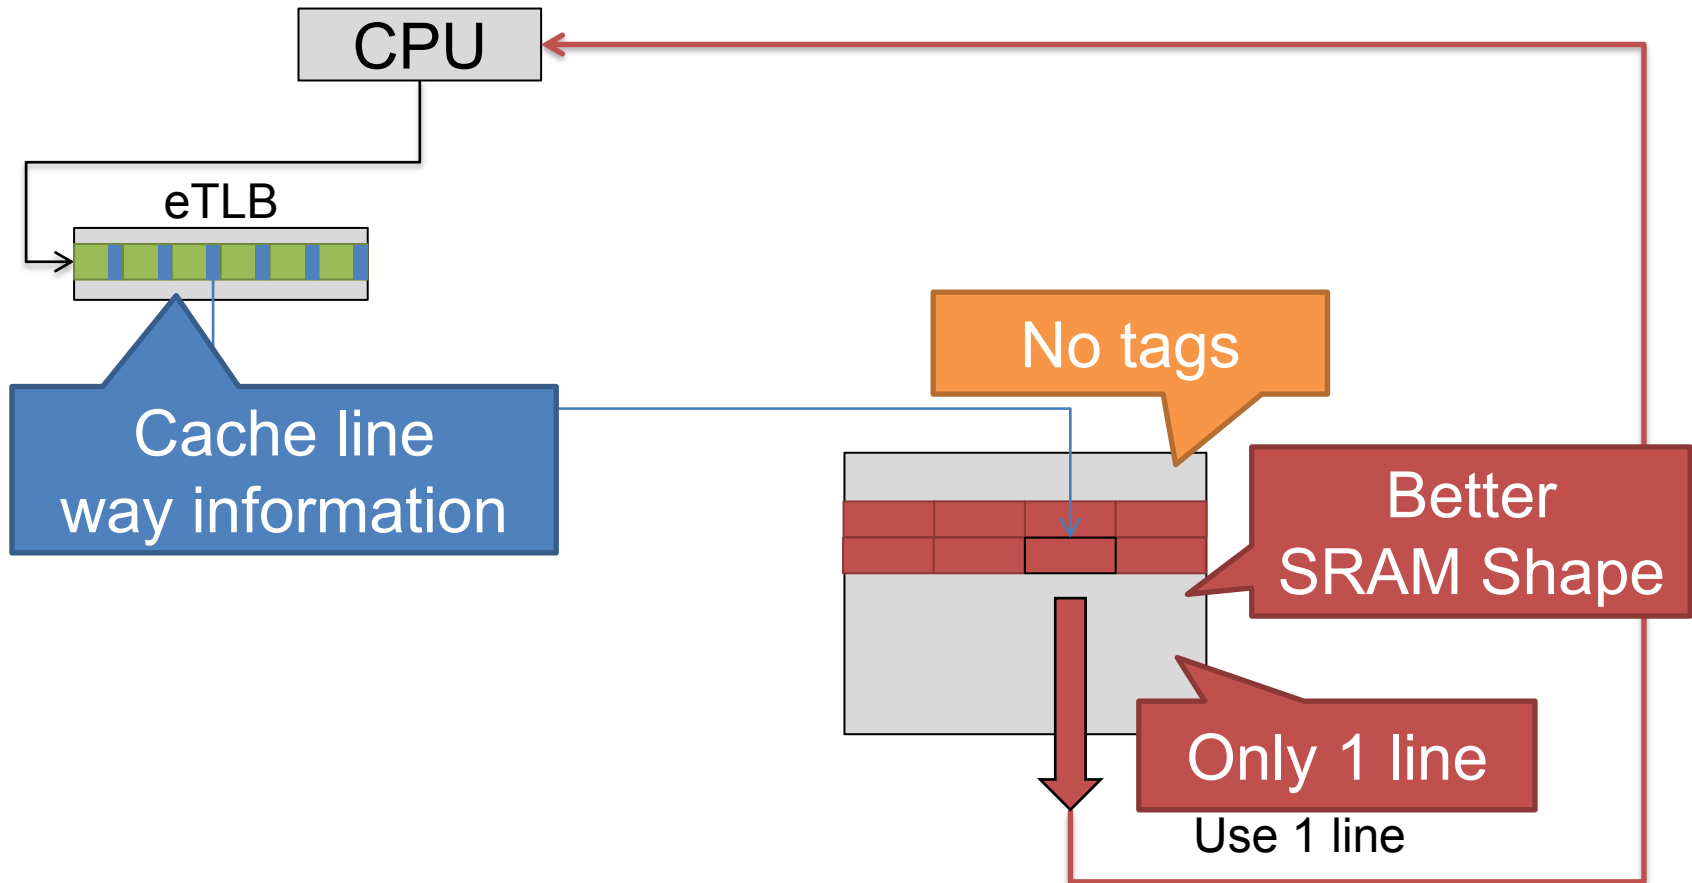 CPU
eTLB
Cache line
way information
No tags
Better
SRAM Shape
Only 1 line
Use 1 line